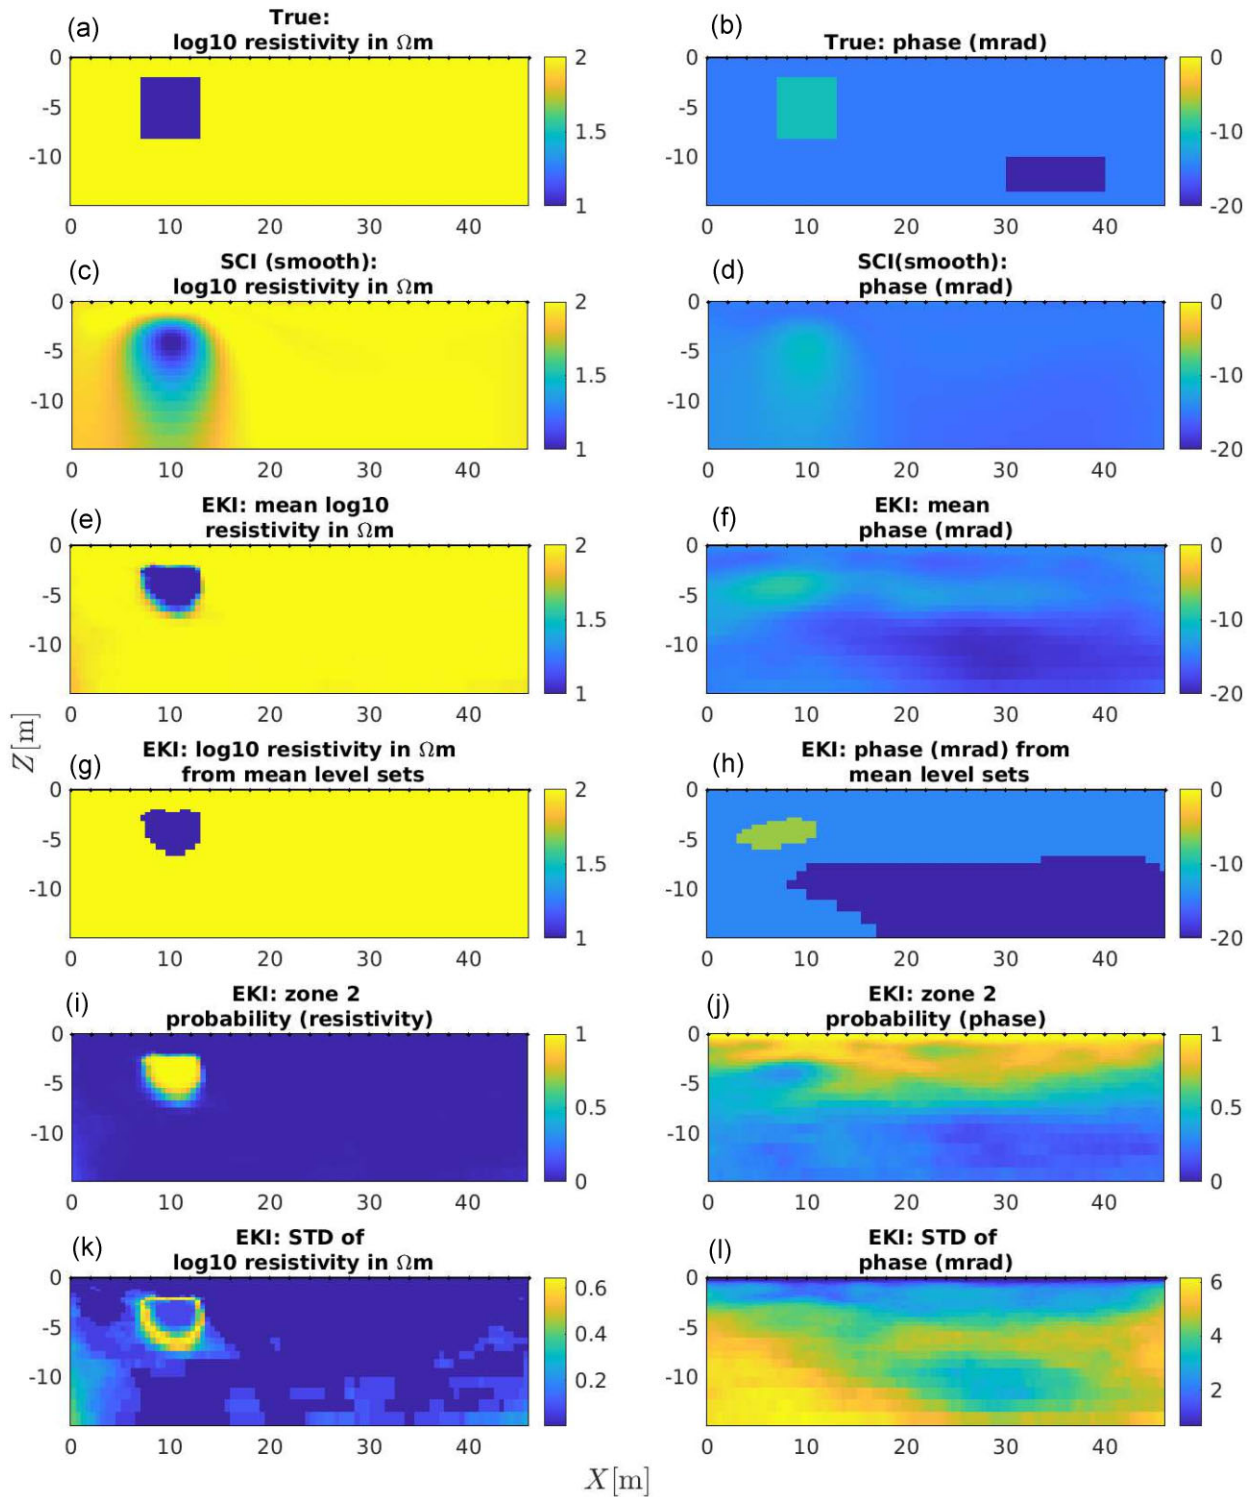 (a)
True:
log10 resistivity in Ωm
0
-5
-10
0 10 20 30 40
2
1.5
1
(b)
True: phase (mrad)
0
-5
-10
0 10 20 30 40
0
-10
-20
(c)
SCI (smooth):
log10 resistivity in Ωm
0
-5
-10
0 10 20 30 40
2
1.5
1
(d)
SCI(smooth):
phase (mrad)
0
-5
-10
0 10 20 30 40
0
-10
-20
(e)
EKI: mean log10
resistivity in Ωm
0
-5
-10
0 10 20 30 40
2
1.5
1
(f)
EKI: mean
phase (mrad)
0
-5
-10
0 10 20 30 40
0
-10
-20
Z[m]
(g)
EKI: log10 resistivity in Ωm
from mean level sets
0
-5
-10
0 10 20 30 40
2
1.5
1
(h)
EKI: phase (mrad) from
mean level sets
0
-5
-10
0 10 20 30 40
0
-10
-20
(i)
EKI: zone 2
probability (resistivity)
0
-5
-10
0 10 20 30 40
1
0.5
0
(j)
EKI: zone 2
probability (phase)
0
-5
-10
0 10 20 30 40
1
0.5
0
(k)
EKI: STD of
log10 resistivity in Ωm
0
-5
-10
0 10 20 30 40
0.6
0.4
0.2
(l)
EKI: STD of
phase (mrad)
0
-5
-10
0 10 20 30 40
6
4
2
X[m]